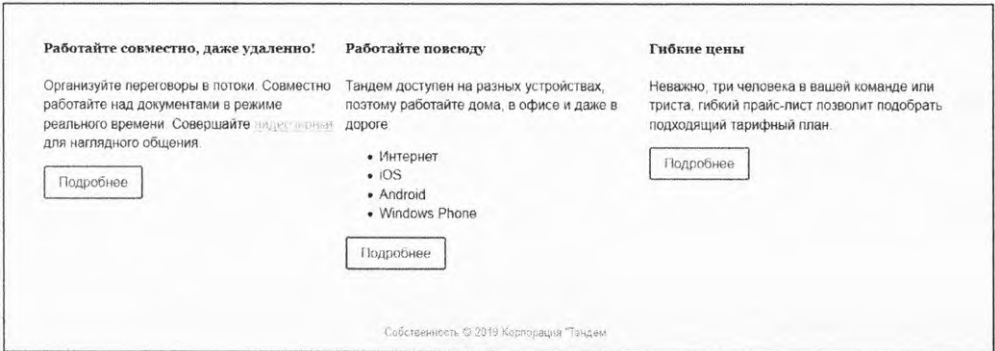 Работайте совместно, даже удаленно!
Организуйте переговоры в потоки. Совместно
работайте над документами в режиме
реального времени. Совершайте
для наглядного общения.
Подробнее
Работайте повсюду
Тандем доступен на разных устройствах,
поэтому работайте дома, в офисе и даже в
дороге
• Интернет
• iOS
• Android
• Windows Phone
Подробнее
Гибкие цены
Неважно, три человека в вашей команде или
триста, гибкий прайс-лист позволит подобрать
подходящий тарифный план.
Подробнее
Собственность © 2019 Корпорация "Тандем